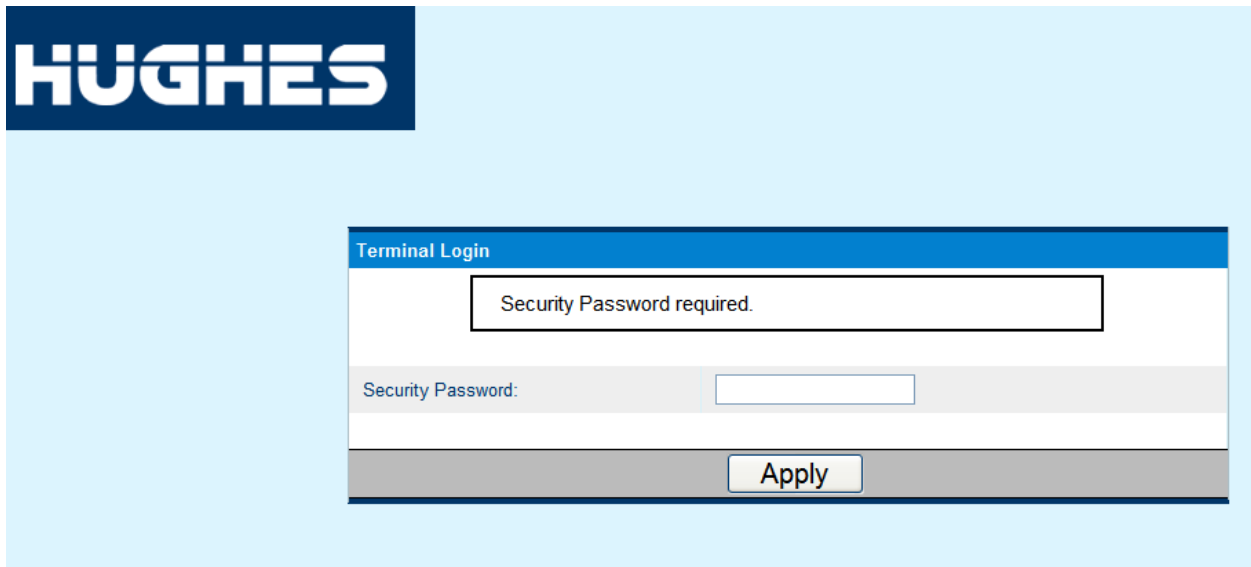 HUGHES
Terminal Login
Security Password required.
Security Password:
Apply